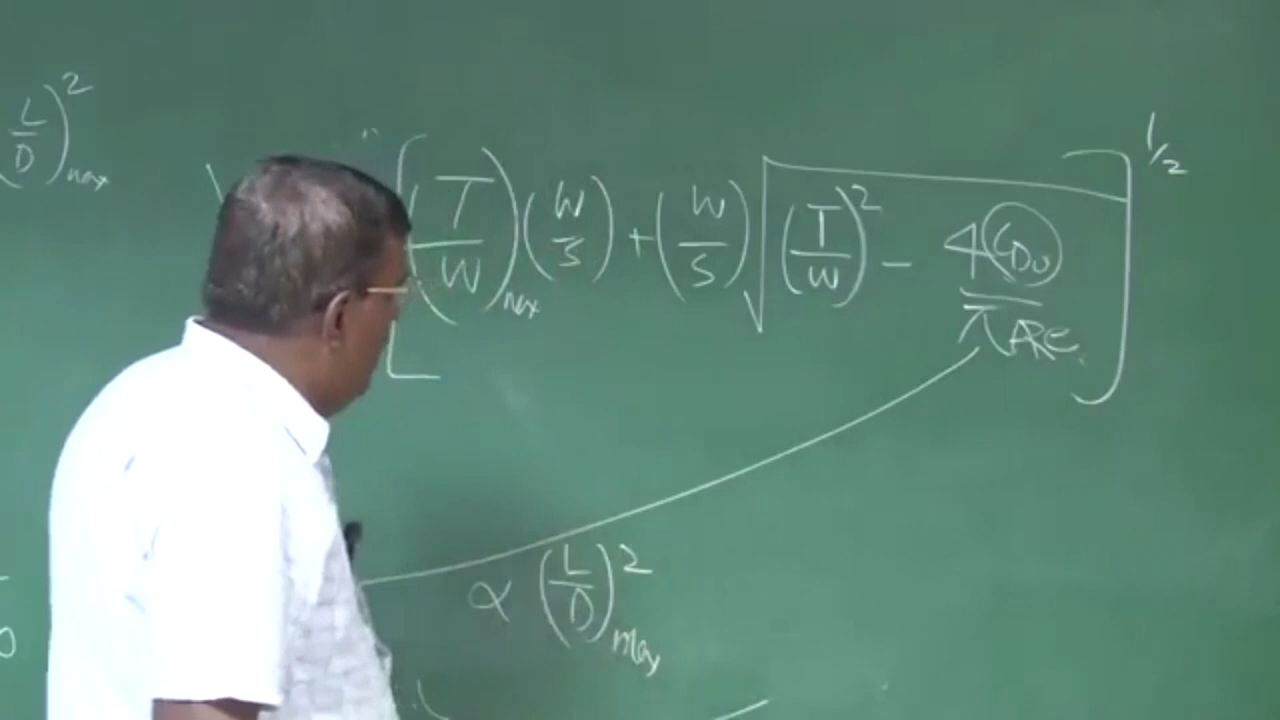 (L/D)²max
[(T/W)max (W/S) + (W/S) √((T/W)² − 4CD0/πARe)]^1/2
∝ (L/D)²max